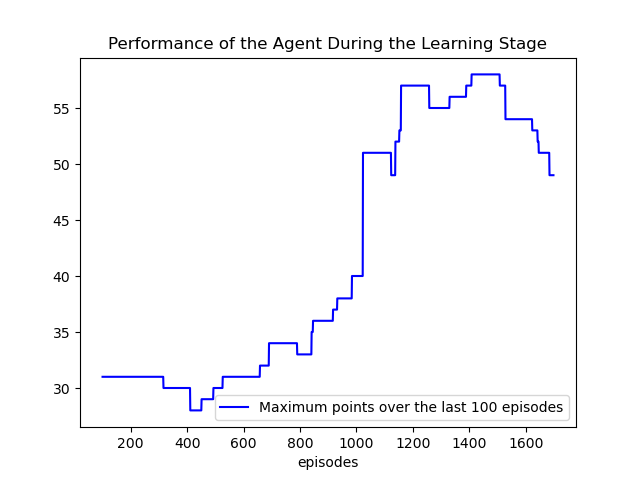 Performance of the Agent During the Learning Stage
55
50
45
40
35
30
Maximum points over the last 100 episodes
200 400 600 800 1000 1200 1400 1600
episodes